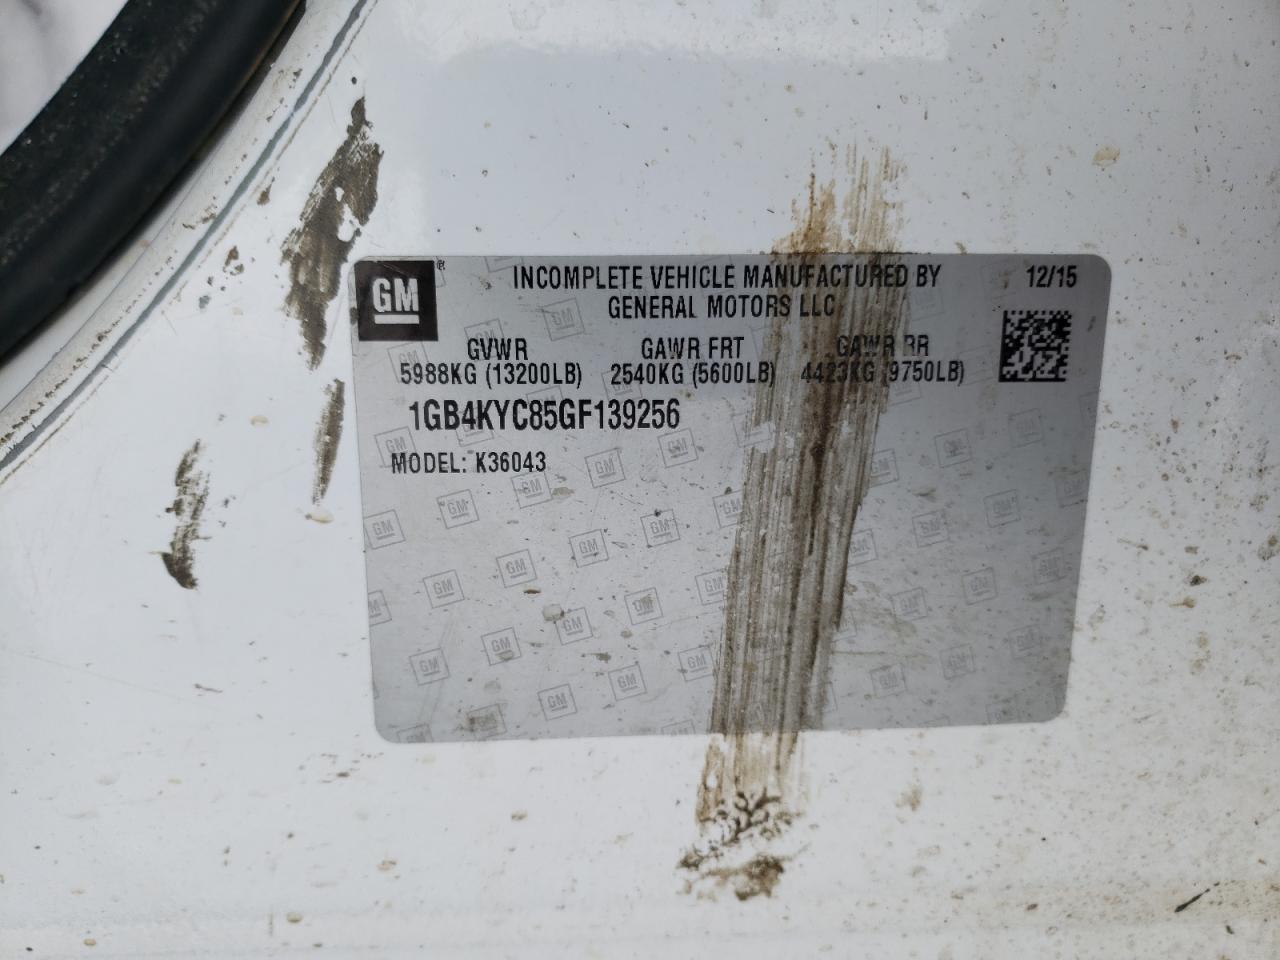 GM®
INCOMPLETE VEHICLE MANUFACTURED BY
GENERAL MOTORS LLC
12/15
GVWR GAWR FRT GAWR RR
5988KG (13200LB) 2540KG (5600LB) 4423KG (9750LB)
1GB4KYC85GF139256
MODEL: K36043